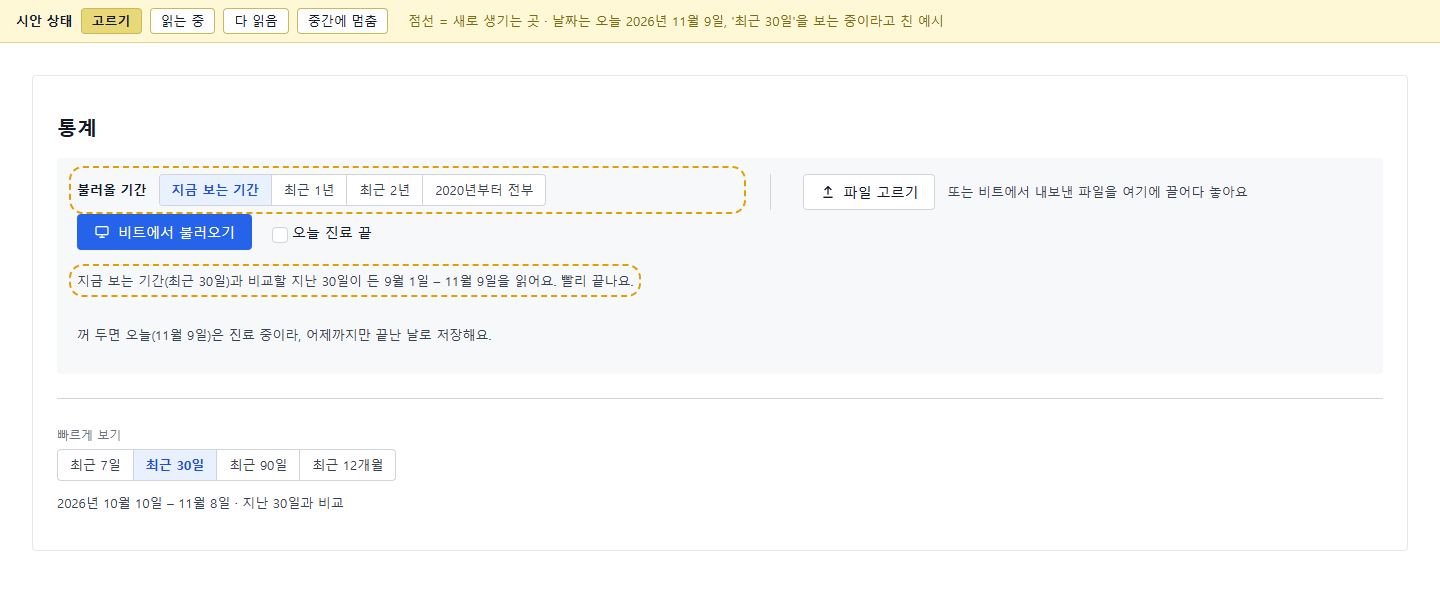 시안 상태 고르기 읽는 중 다 읽음 중간에 멈춤 점선 = 새로 생기는 곳 · 날짜는 오늘 2026년 11월 9일, '최근 30일'을 보는 중이라고 친 예시
통계
불러올 기간 지금 보는 기간 최근 1년 최근 2년 2020년부터 전부
파일 고르기 또는 비트에서 내보낸 파일을 여기에 끌어다 놓아요
비트에서 불러오기 오늘 진료 끝
지금 보는 기간(최근 30일)과 비교할 지난 30일이 든 9월 1일 – 11월 9일을 읽어요. 빨리 끝나요.
꺼 두면 오늘(11월 9일)은 진료 중이라, 어제까지만 끝난 날로 저장해요.
빠르게 보기
최근 7일 최근 30일 최근 90일 최근 12개월
2026년 10월 10일 – 11월 8일 · 지난 30일과 비교